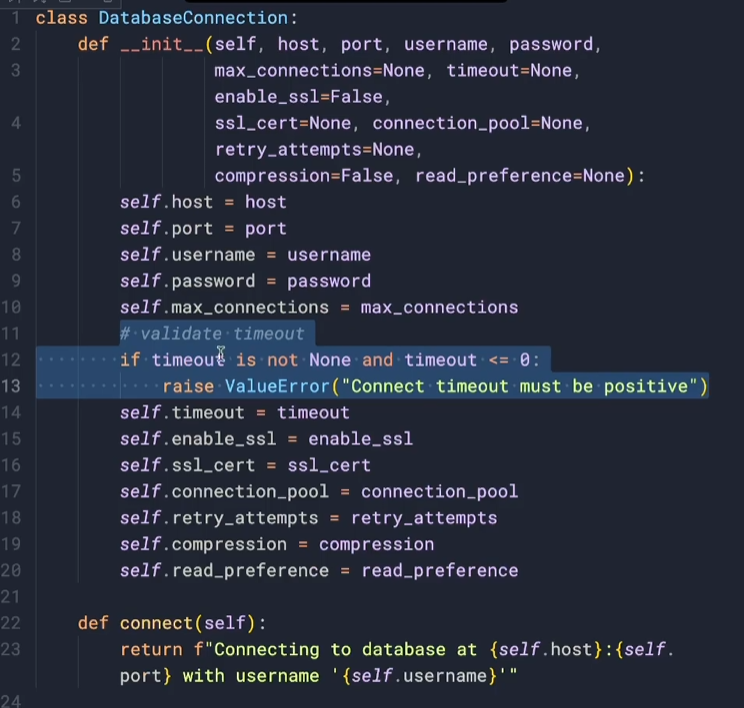 1 class DatabaseConnection:
2 def __init__(self, host, port, username, password,
3 max_connections=None, timeout=None,
enable_ssl=False,
4 ssl_cert=None, connection_pool=None,
retry_attempts=None,
5 compression=False, read_preference=None):
6 self.host = host
7 self.port = port
8 self.username = username
9 self.password = password
10 self.max_connections = max_connections
11 # validate timeout
12 if timeout is not None and timeout <= 0:
13 raise ValueError("Connect timeout must be positive")
14 self.timeout = timeout
15 self.enable_ssl = enable_ssl
16 self.ssl_cert = ssl_cert
17 self.connection_pool = connection_pool
18 self.retry_attempts = retry_attempts
19 self.compression = compression
20 self.read_preference = read_preference
21
22 def connect(self):
23 return f"Connecting to database at {self.host}:{self.
port} with username '{self.username}'"
24